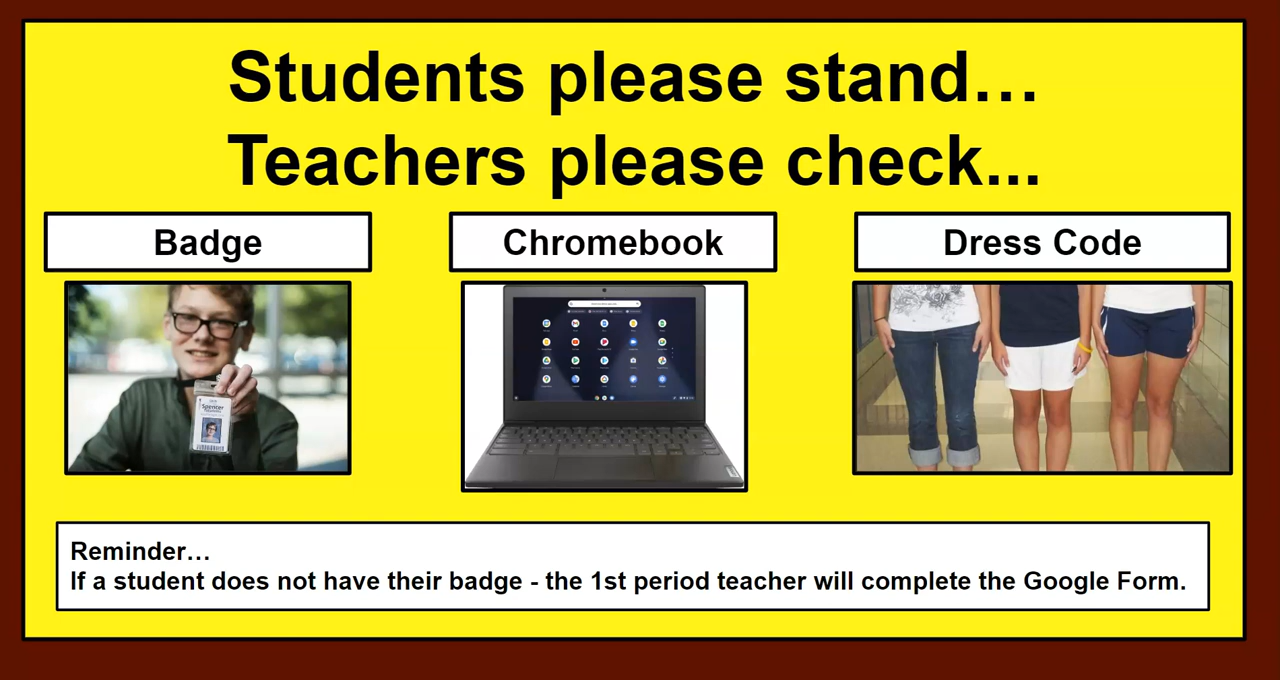 Students please stand…
Teachers please check...
Badge
Chromebook
Dress Code
Spencer
Reminder…
If a student does not have their badge - the 1st period teacher will complete the Google Form.